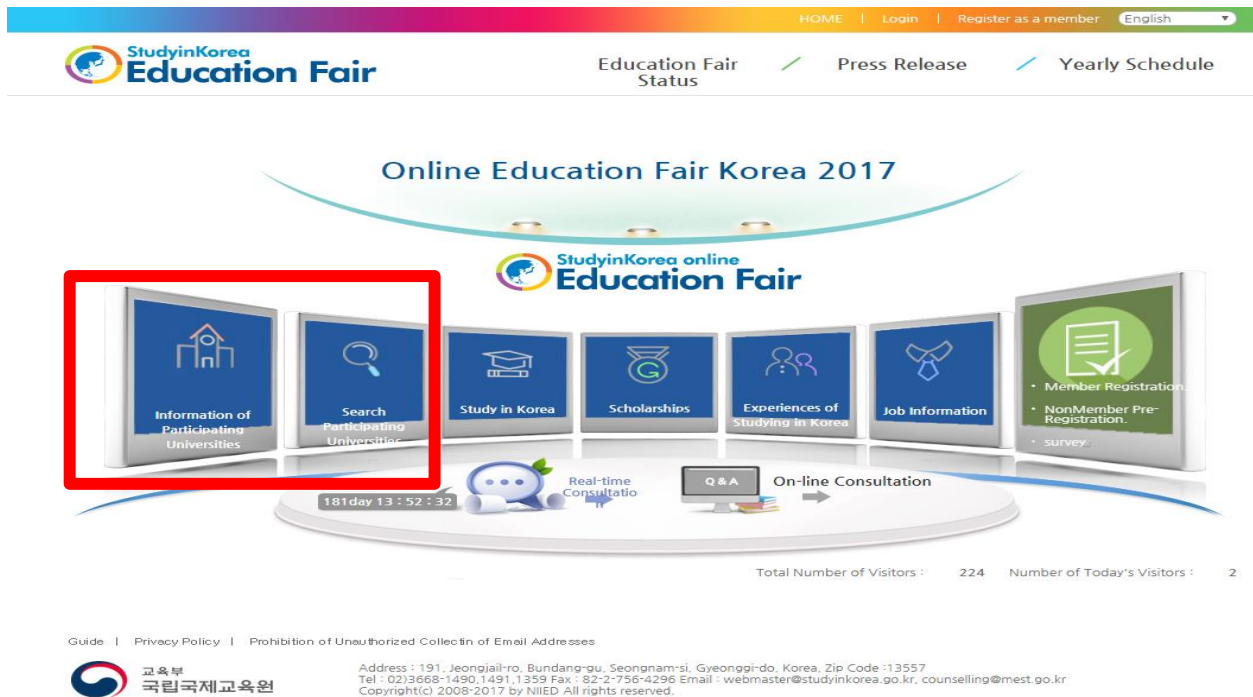 HOME | Login | Register as a member English
StudyinKorea
Education Fair
Education Fair Status / Press Release / Yearly Schedule
Online Education Fair Korea 2017
StudyinKorea online
Education Fair
Information of
Participating
Universities
Search
Participating
Universities
Study in Korea
Scholarships
Experiences of
Studying in Korea
Job Information
• Member Registration.
• NonMember Pre-
Registration.
• survey
181day 13 : 52 : 32
Real-time
Consultatio
n
Q & A
On-line Consultation
Total Number of Visitors : 224 Number of Today's Visitors : 2
Guide | Privacy Policy | Prohibition of Unauthorized Collectin of Email Addresses
교육부
국립국제교육원
Address : 191, Jeongjail-ro, Bundang-gu, Seongnam-si, Gyeonggi-do, Korea, Zip Code :13557
Tel : 02)3668-1490,1491,1359 Fax : 82-2-756-4296 Email : webmaster@studyinkorea.go.kr, counselling@mest.go.kr
Copyright(c) 2008-2017 by NIIED All rights reserved.